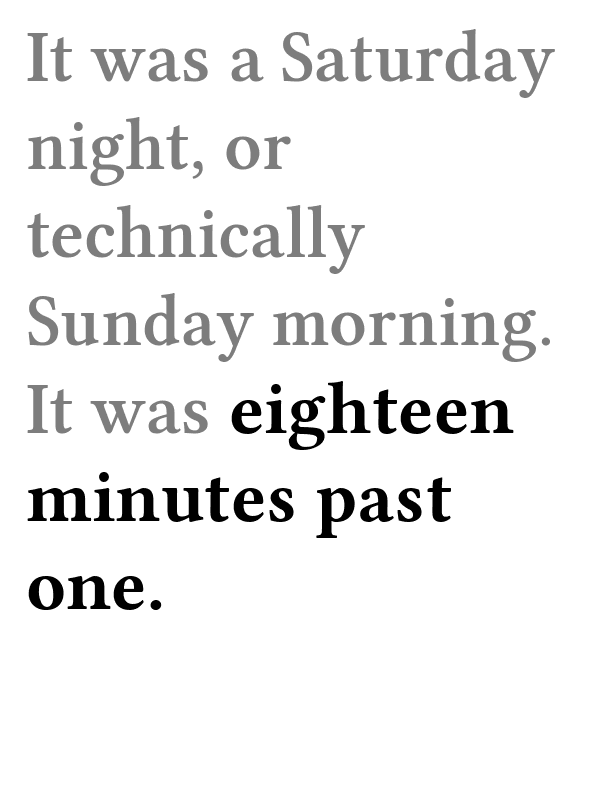 It was a Saturday
night, or
technically
Sunday morning.
It was eighteen
minutes past
one.